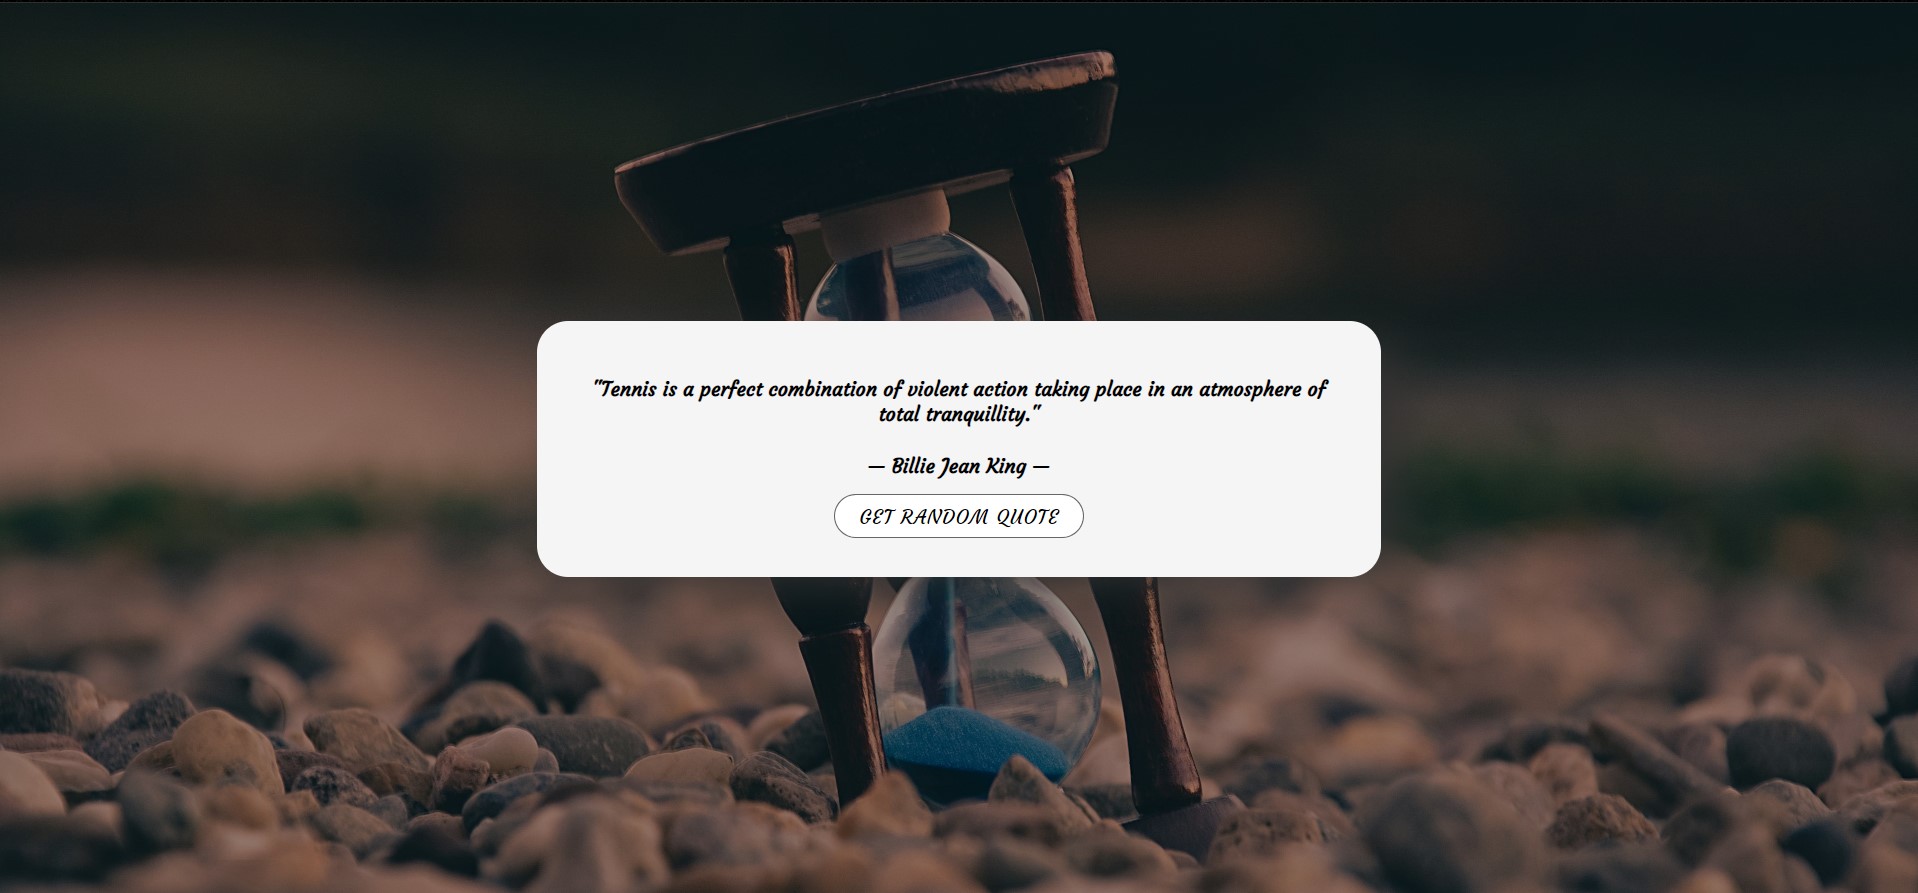 "Tennis is a perfect combination of violent action taking place in an atmosphere of
total tranquillity."
— Billie Jean King —
GET RANDOM QUOTE